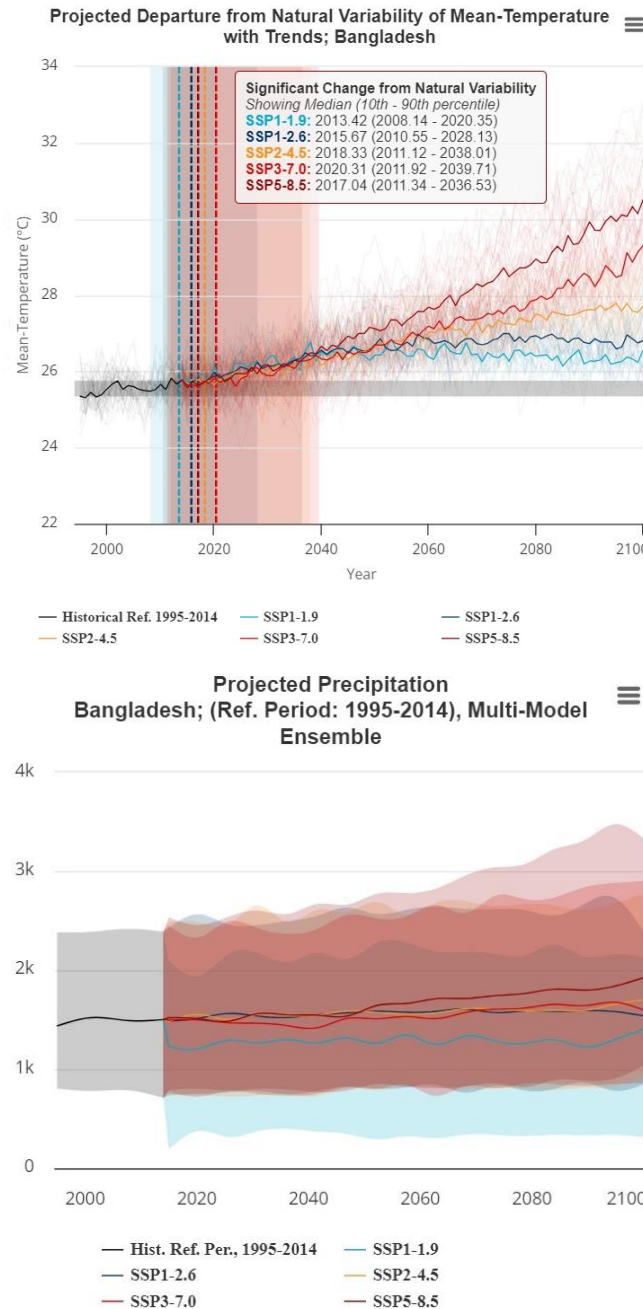 Projected Departure from Natural Variability of Mean-Temperature
with Trends; Bangladesh
34
32
30
28
26
24
22
Mean-Temperature (°C)
Significant Change from Natural Variability
Showing Median (10th - 90th percentile)
SSP1-1.9: 2013.42 (2008.14 - 2020.35)
SSP1-2.6: 2015.67 (2010.55 - 2028.13)
SSP2-4.5: 2018.33 (2011.12 - 2038.01)
SSP3-7.0: 2020.31 (2011.92 - 2039.71)
SSP5-8.5: 2017.04 (2011.34 - 2036.53)
2000 2020 2040 2060 2080 2100
Year
Historical Ref. 1995-2014 SSP1-1.9 SSP1-2.6
SSP2-4.5 SSP3-7.0 SSP5-8.5
Projected Precipitation
Bangladesh; (Ref. Period: 1995-2014), Multi-Model
Ensemble
4k
3k
2k
1k
0
2000 2020 2040 2060 2080 2100
Hist. Ref. Per., 1995-2014 SSP1-1.9
SSP1-2.6 SSP2-4.5
SSP3-7.0 SSP5-8.5